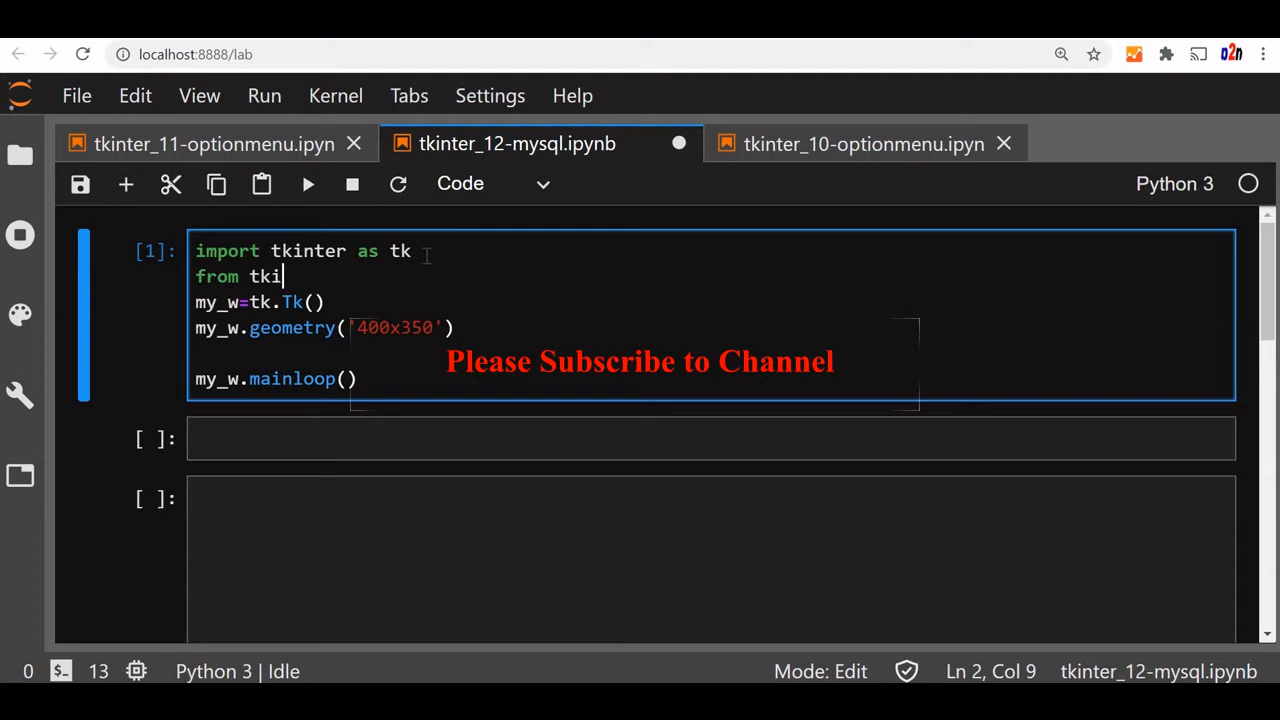 localhost:8888/lab
File Edit View Run Kernel Tabs Settings Help
tkinter_11-optionmenu.ipyn tkinter_12-mysql.ipynb tkinter_10-optionmenu.ipyn
Code Python 3
[1]: import tkinter as tk
from tki
my_w=tk.Tk()
my_w.geometry('400x350')
Please Subscribe to Channel
my_w.mainloop()
[ ]:
[ ]:
0 $_ 13 Python 3 | Idle Mode: Edit Ln 2, Col 9 tkinter_12-mysql.ipynb